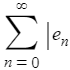 ∞
∑ |eₙ
n = 0